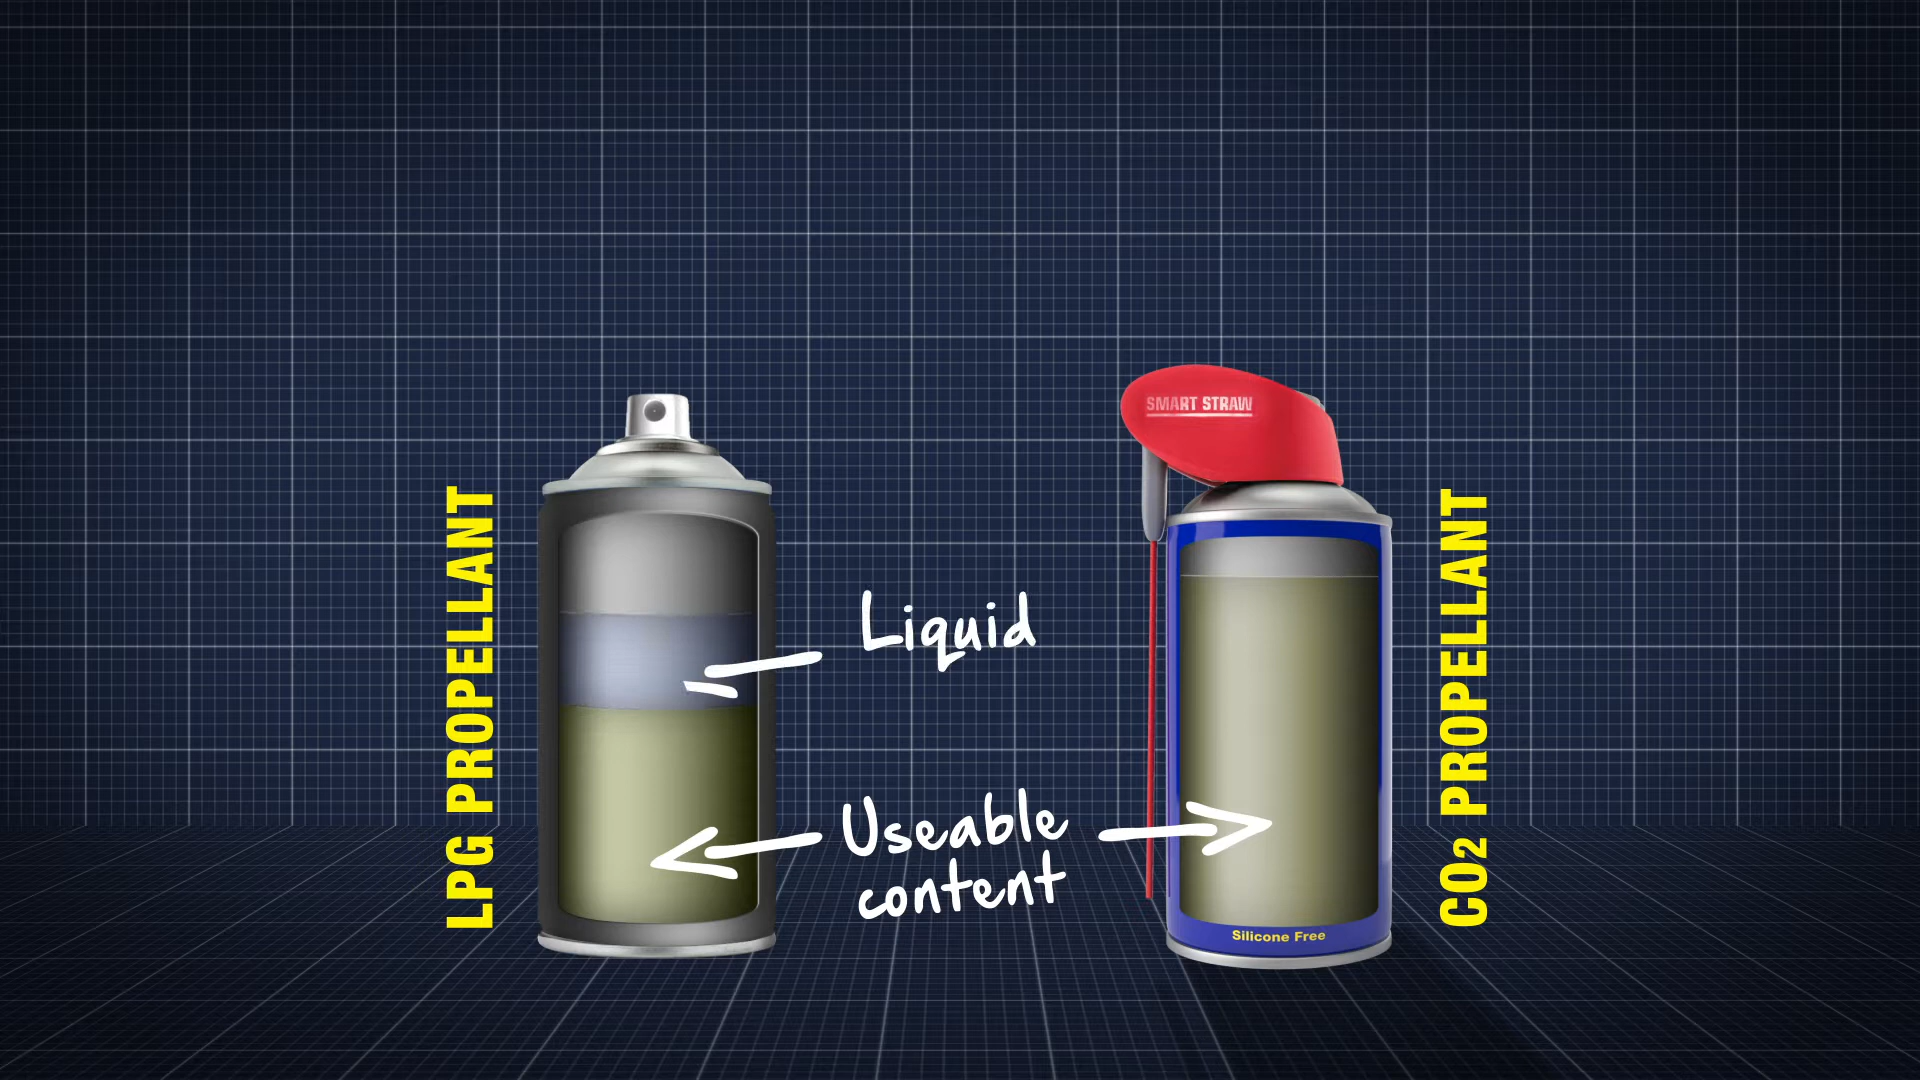 LPG PROPELLANT
Liquid
Useable
content
SMART STRAW
Silicone Free
CO2 PROPELLANT